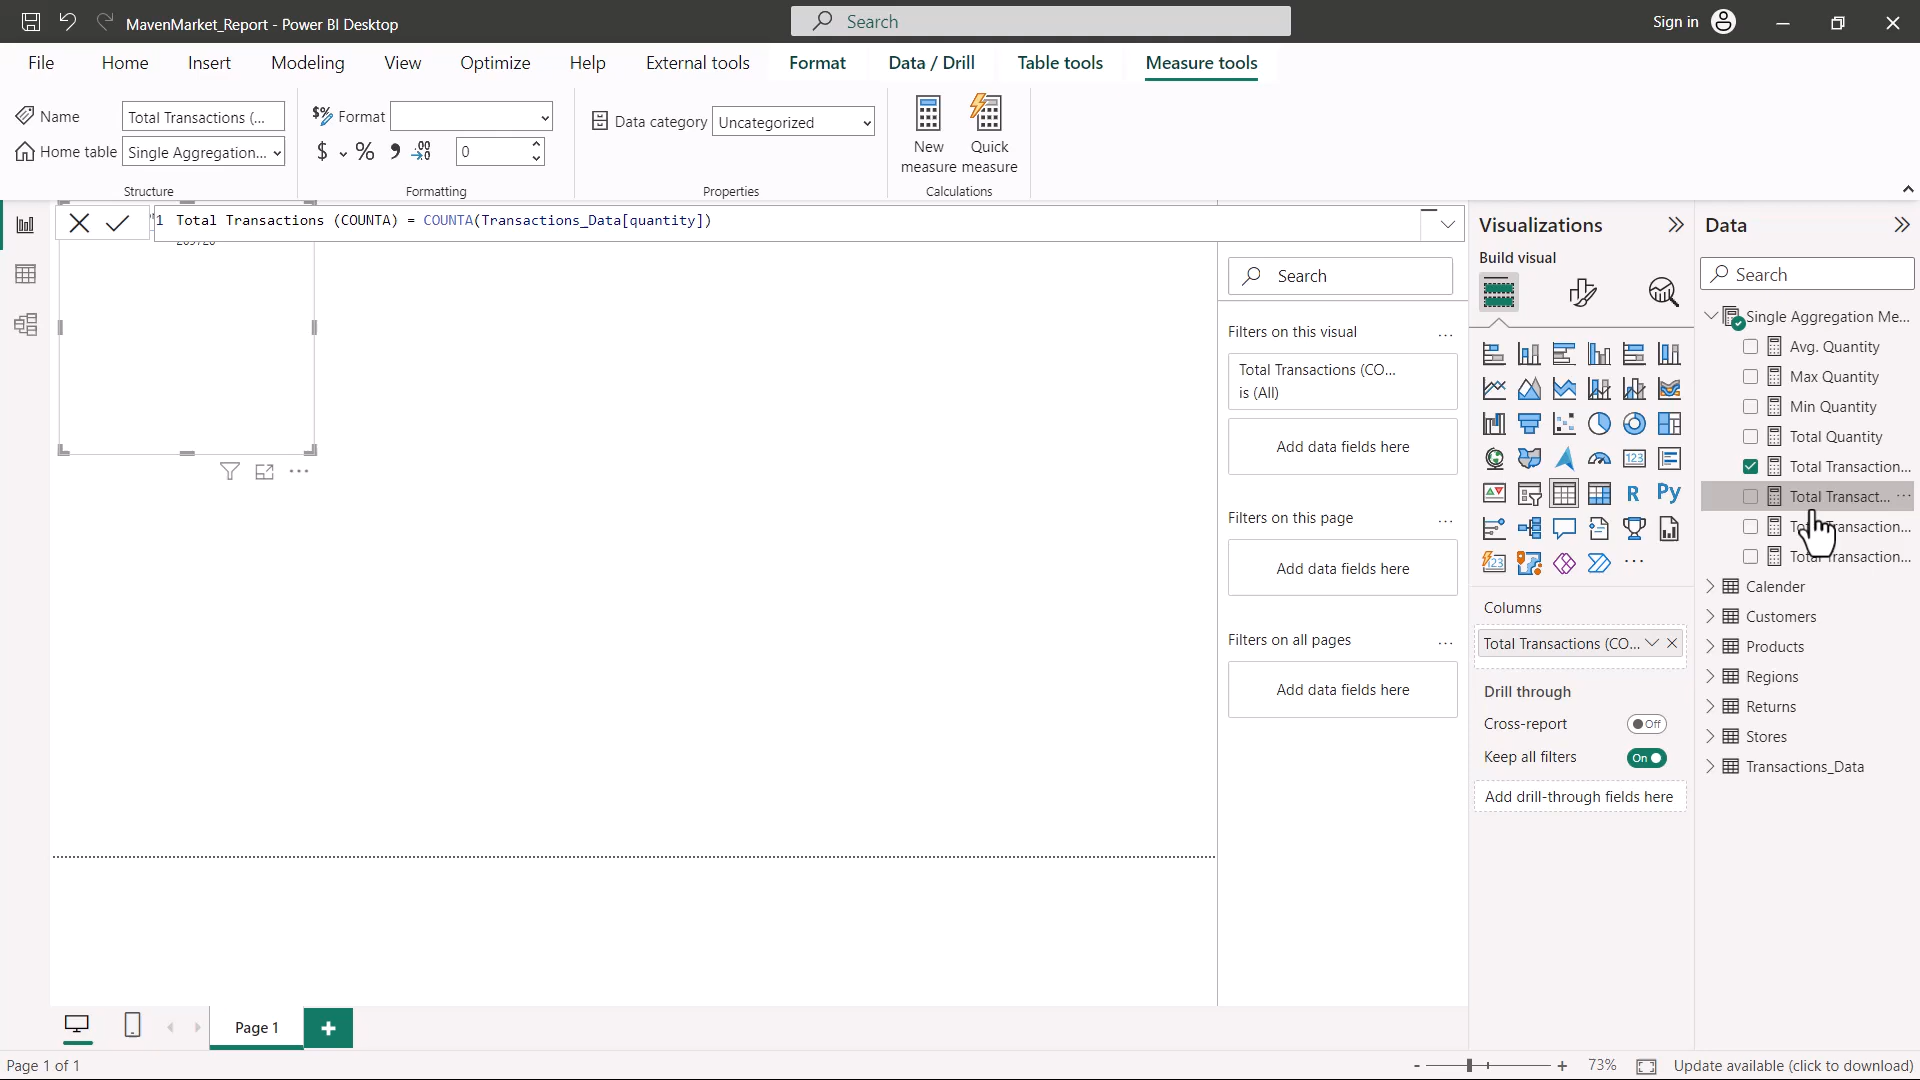 MavenMarket_Report - Power BI Desktop
Search
Sign in
File
Home
Insert
Modeling
View
Optimize
Help
External tools
Format
Data / Drill
Table tools
Measure tools
Name
Total Transactions (...
Home table
Single Aggregation...
Structure
$% Format
$ % 9 .00 0
Formatting
Data category
Uncategorized
Properties
New measure
Quick measure
Calculations
1 Total Transactions (COUNTA) = COUNTA(Transactions_Data[quantity])
Search
Filters on this visual ...
Total Transactions (CO...
is (All)
Add data fields here
Filters on this page ...
Add data fields here
Filters on all pages ...
Add data fields here
Visualizations
Build visual
123
R
Py
123
...
Columns
Total Transactions (CO...
Drill through
Cross-report Off
Keep all filters On
Add drill-through fields here
Data
Search
Single Aggregation Me...
Avg. Quantity
Max Quantity
Min Quantity
Total Quantity
Total Transaction...
Total Transact... ...
Transaction...
Transaction...
Calender
Customers
Products
Regions
Returns
Stores
Transactions_Data
Page 1
+
Page 1 of 1
- + 73%
Update available (click to download)